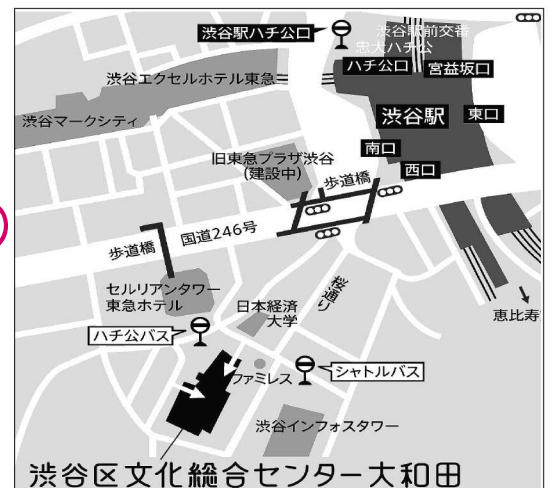 渋谷駅ハチ公口
渋谷駅前交番
忠犬ハチ公
ハチ公口
宮益坂口
渋谷エクセルホテル東急
渋谷マークシティ
渋谷駅
東口
旧東急プラザ渋谷
(建設中)
南口
西口
歩道橋
国道246号
歩道橋
セルリアンタワー
東急ホテル
桜通り
日本経済
大学
恵比寿
ハチ公バス
ファミレス
シャトルバス
渋谷インフォスタワー
渋谷区文化総合センター大和田